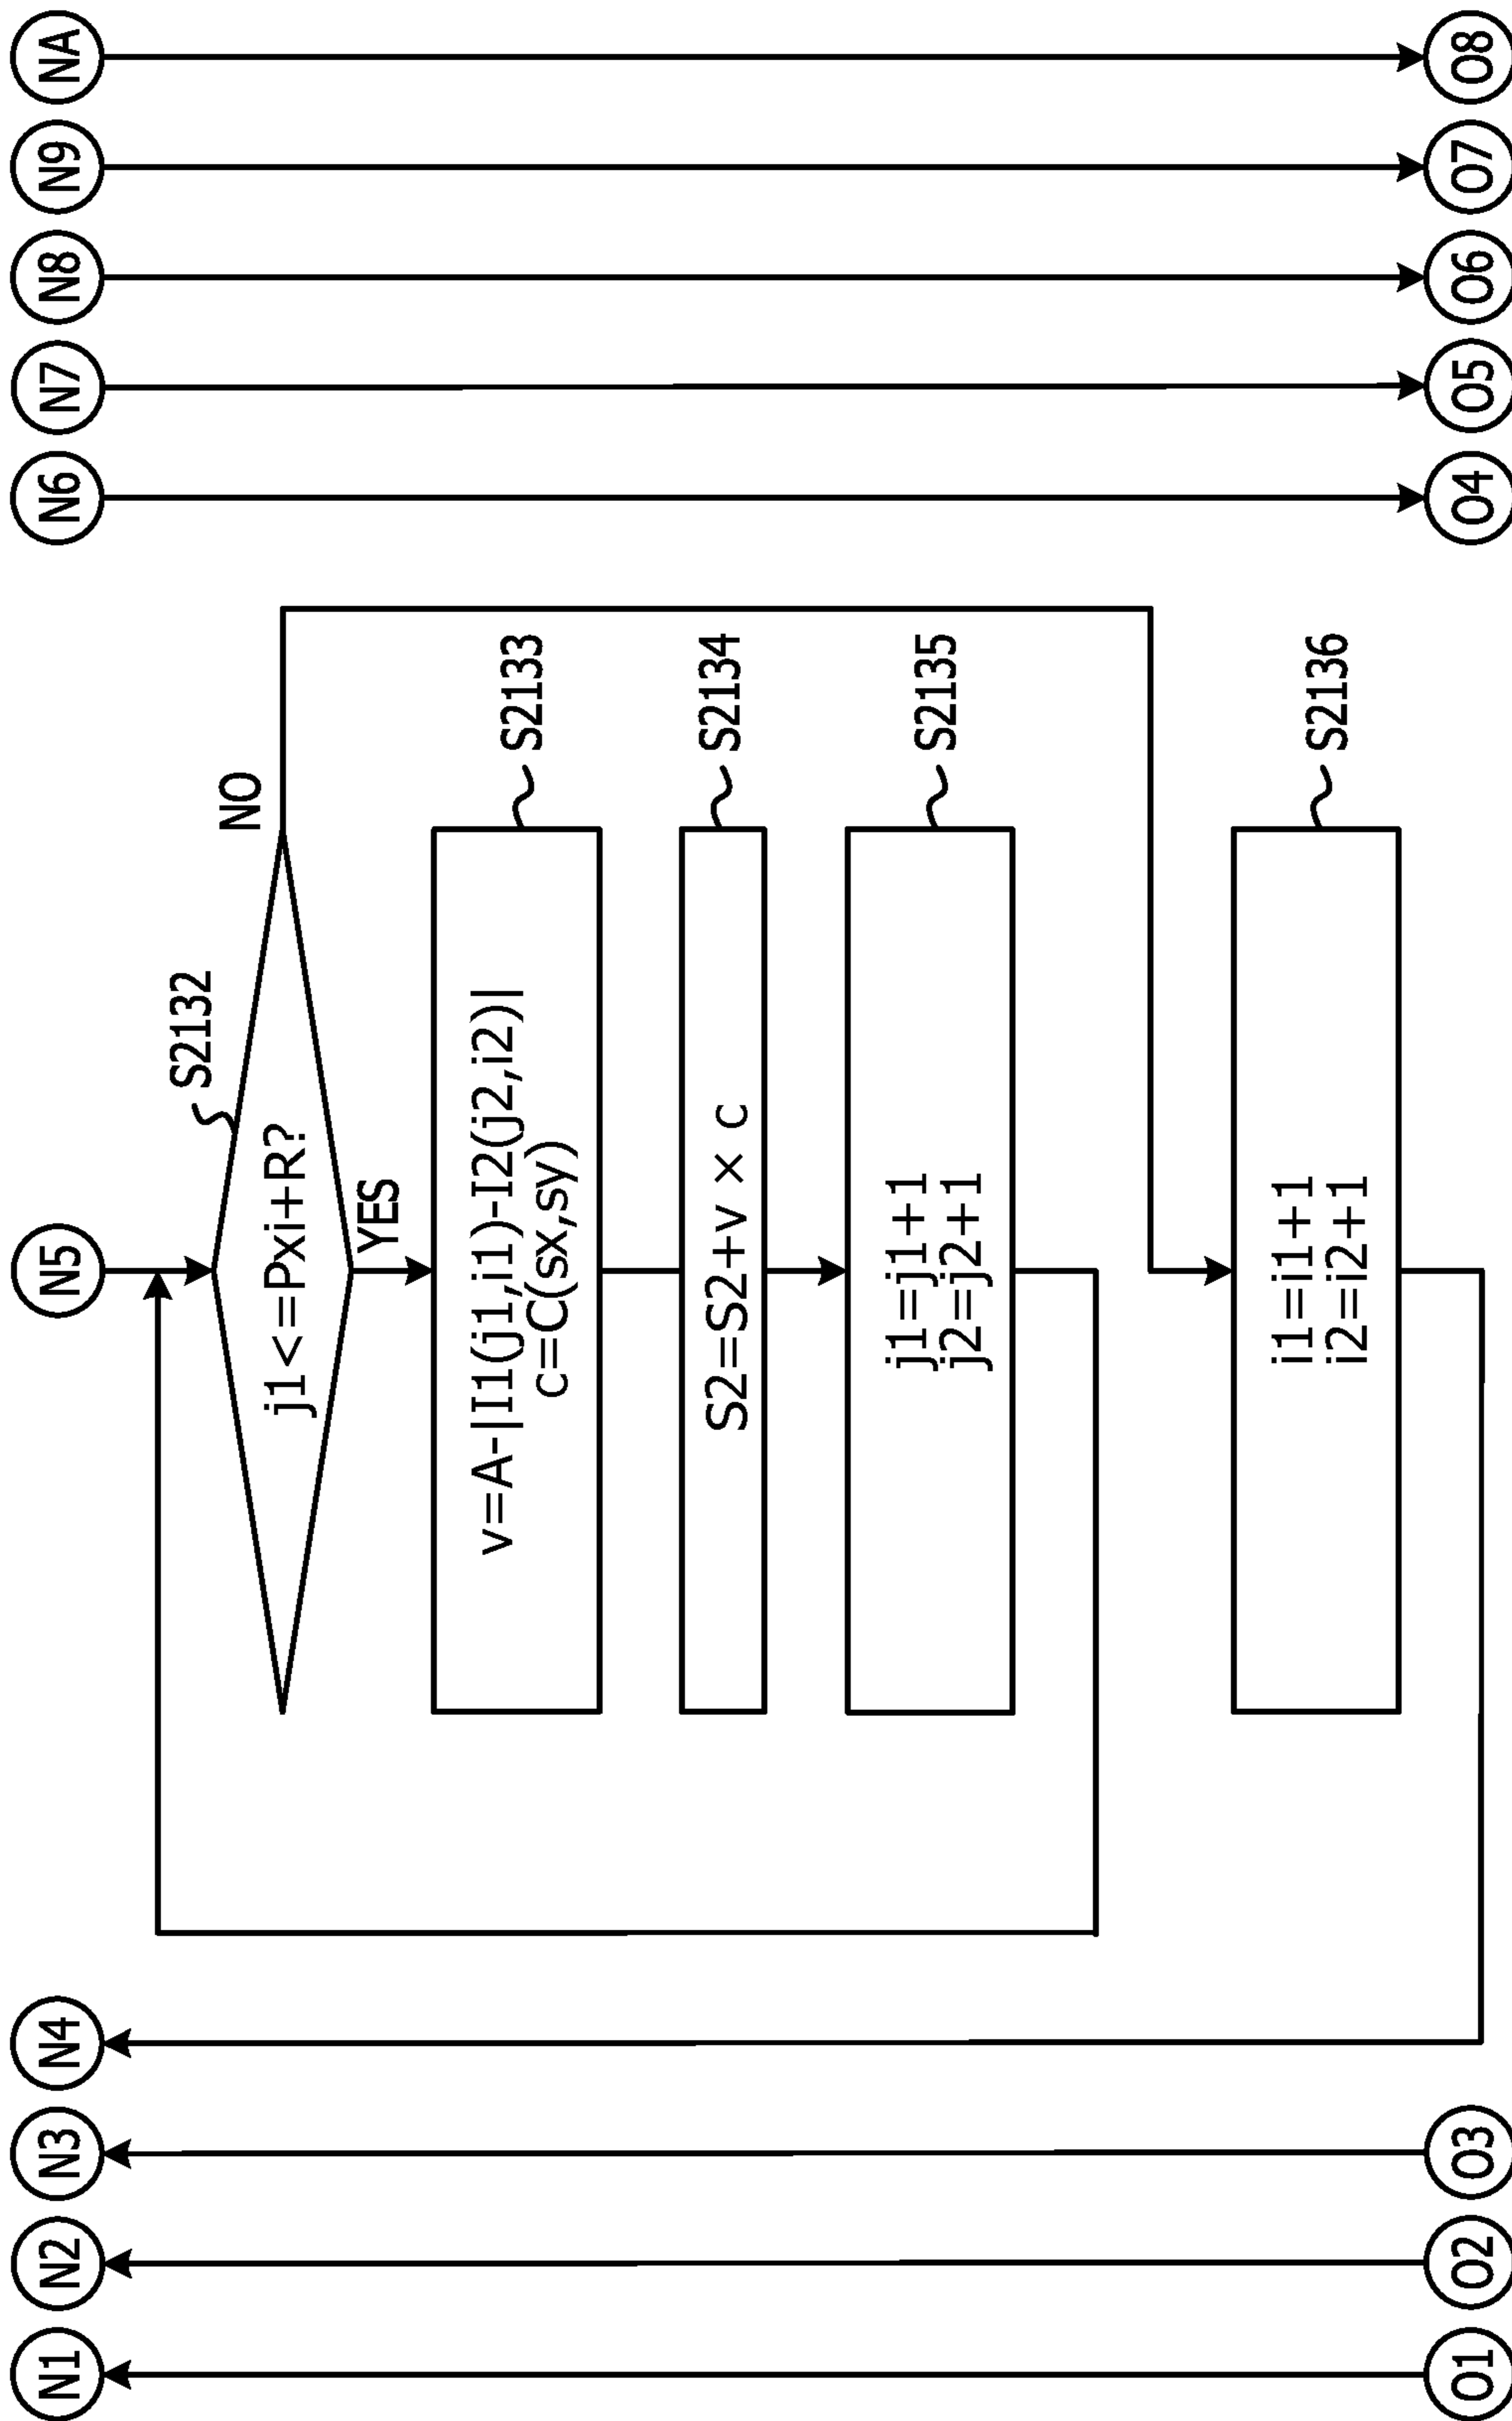 N1
N2
N3
N4
N5
N6
N7
N8
N9
NA
S2132
j1<=Pxi+R?
NO
YES
S2133
v=A-|I1(j1,i1)-I2(j2,i2)|
c=C(sx,sy)
S2134
S2=S2+v × c
S2135
j1=j1+1
j2=j2+1
S2136
i1=i1+1
i2=i2+1
O1
O2
O3
O4
O5
O6
O7
O8